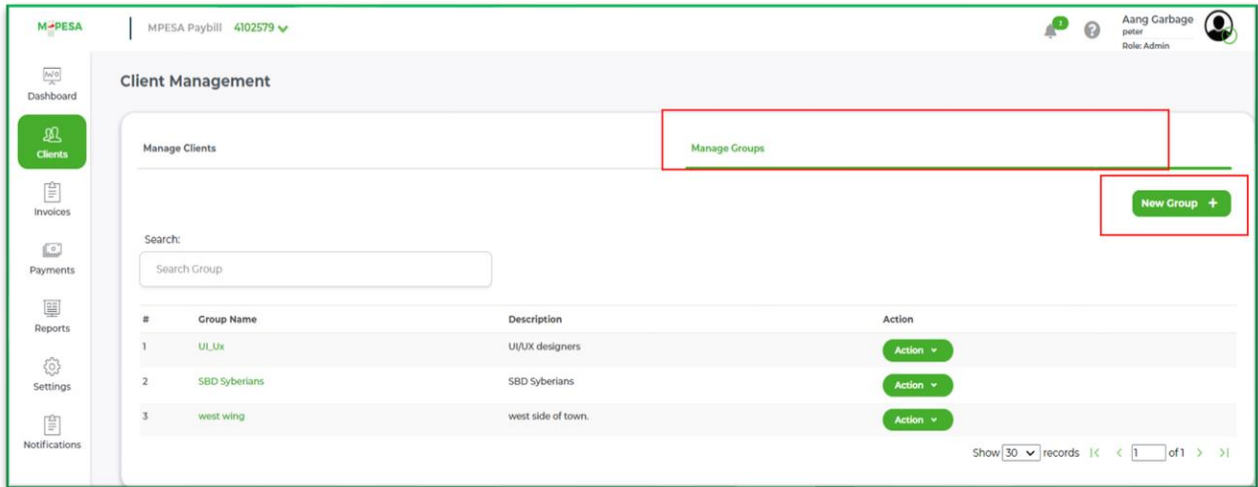 M-PESA
MPESA Paybill 4102579
1
?
Aang Garbage
peter
Role: Admin
Dashboard
Clients
Invoices
Payments
Reports
Settings
Notifications
Client Management
Manage Clients
Manage Groups
New Group +
Search:
Search Group
# Group Name Description Action
1 UI_Ux UI/UX designers Action
2 SBD Syberians SBD Syberians Action
3 west wing west side of town. Action
Show 30 records |< < 1 of 1 > >|